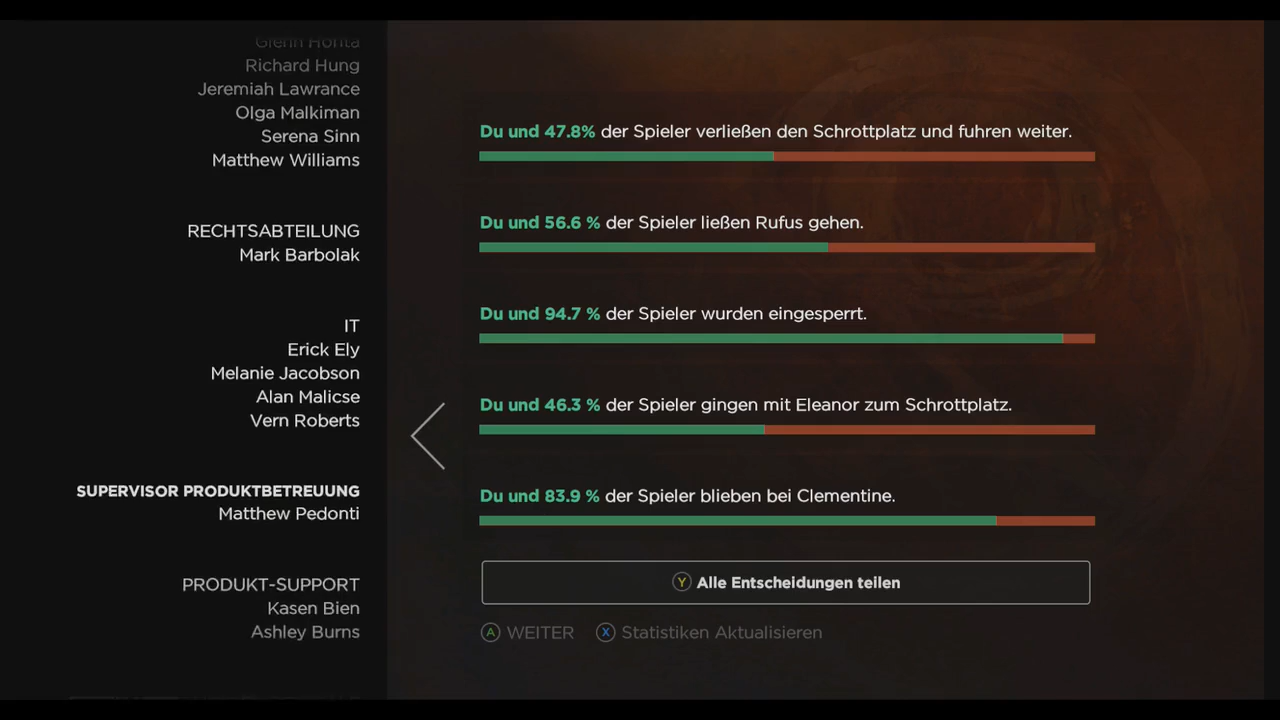 Richard Hung
Jeremiah Lawrance
Olga Malkiman
Serena Sinn
Matthew Williams
RECHTSABTEILUNG
Mark Barbolak
IT
Erick Ely
Melanie Jacobson
Alan Malicse
Vern Roberts
SUPERVISOR PRODUKTBETREUUNG
Matthew Pedonti
PRODUKT-SUPPORT
Kasen Bien
Ashley Burns
Du und 47.8% der Spieler verließen den Schrottplatz und fuhren weiter.
Du und 56.6 % der Spieler ließen Rufus gehen.
Du und 94.7 % der Spieler wurden eingesperrt.
Du und 46.3 % der Spieler gingen mit Eleanor zum Schrottplatz.
Du und 83.9 % der Spieler blieben bei Clementine.
Y Alle Entscheidungen teilen
A WEITER X Statistiken Aktualisieren